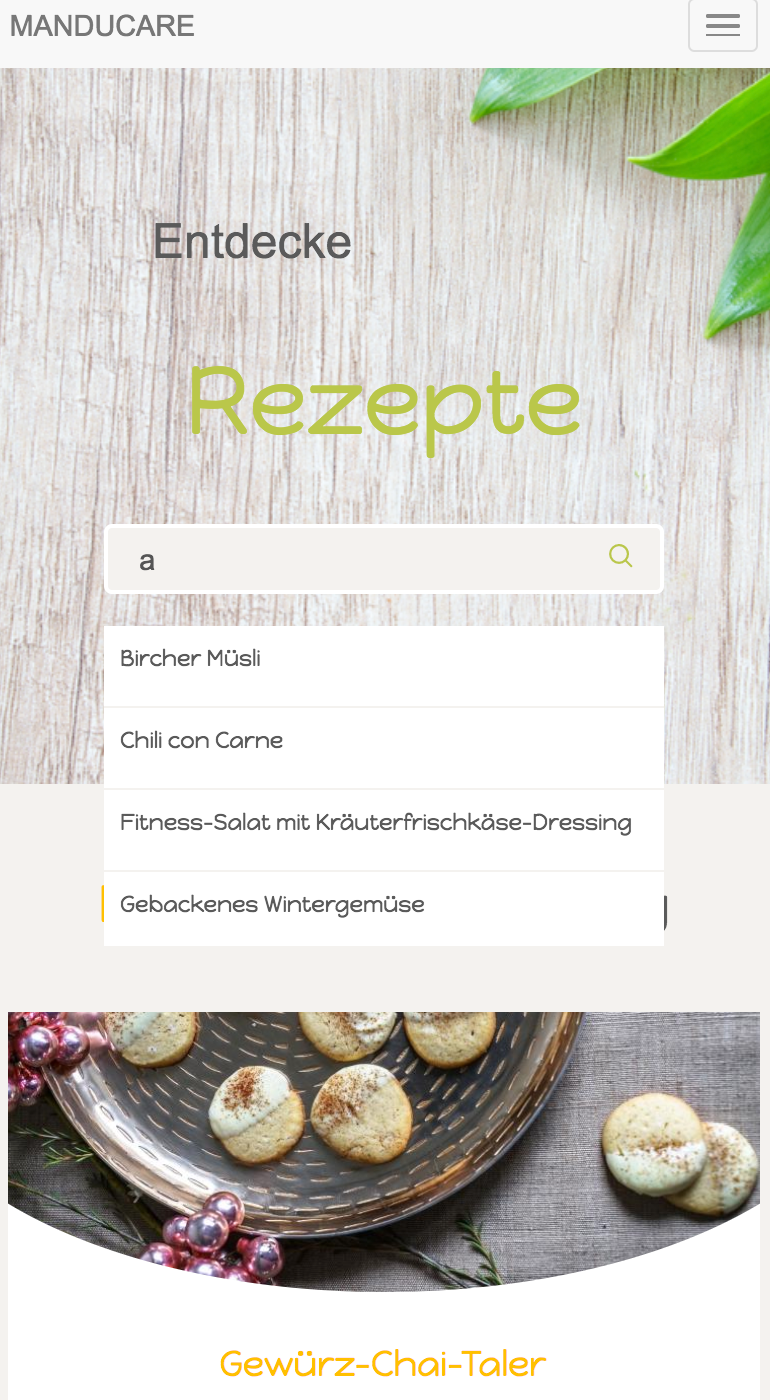 MANDUCARE
Entdecke
Rezepte
a
Bircher Müsli
Chili con Carne
Fitness-Salat mit Kräuterfrischkäse-Dressing
Gebackenes Wintergemüse
Gewürz-Chai-Taler